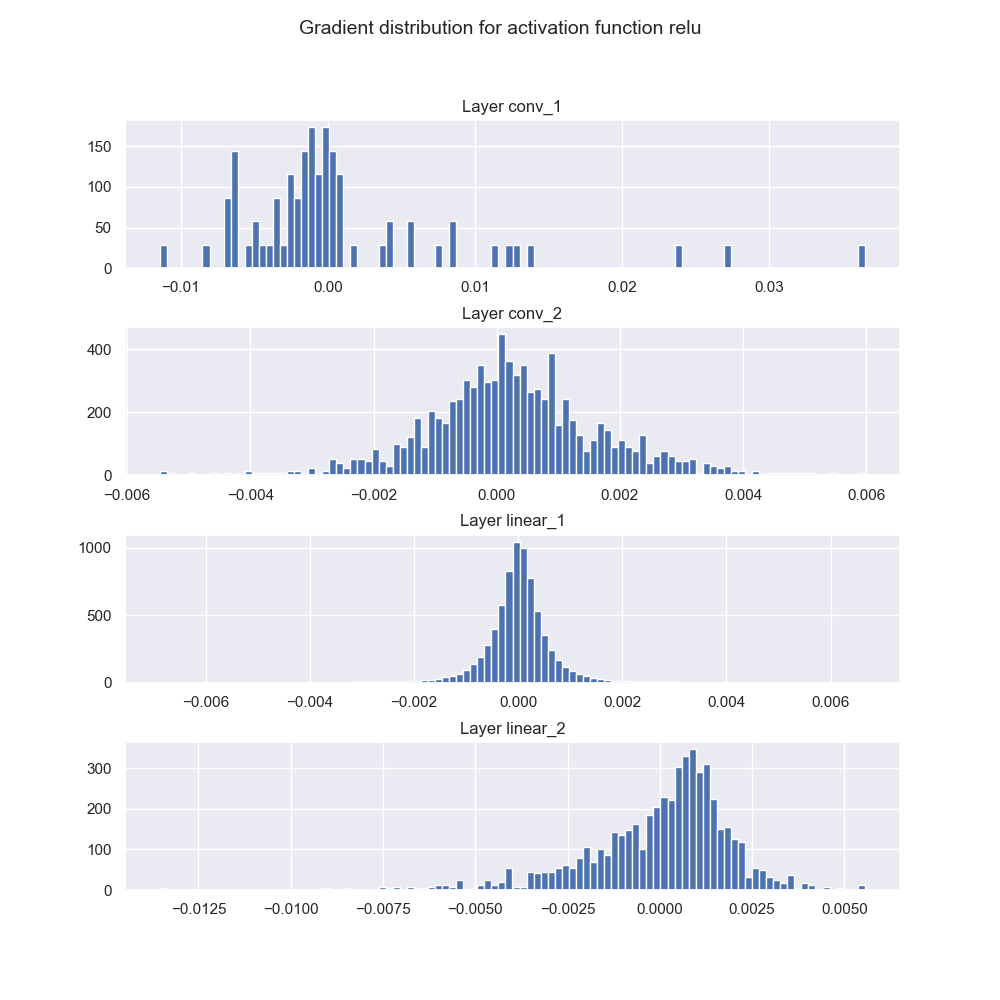 Gradient distribution for activation function relu
Layer conv_1
150
100
50
0
−0.01 0.00 0.01 0.02 0.03
Layer conv_2
400
200
0
−0.006 −0.004 −0.002 0.000 0.002 0.004 0.006
Layer linear_1
1000
500
0
−0.006 −0.004 −0.002 0.000 0.002 0.004 0.006
Layer linear_2
300
200
100
0
−0.0125 −0.0100 −0.0075 −0.0050 −0.0025 0.0000 0.0025 0.0050